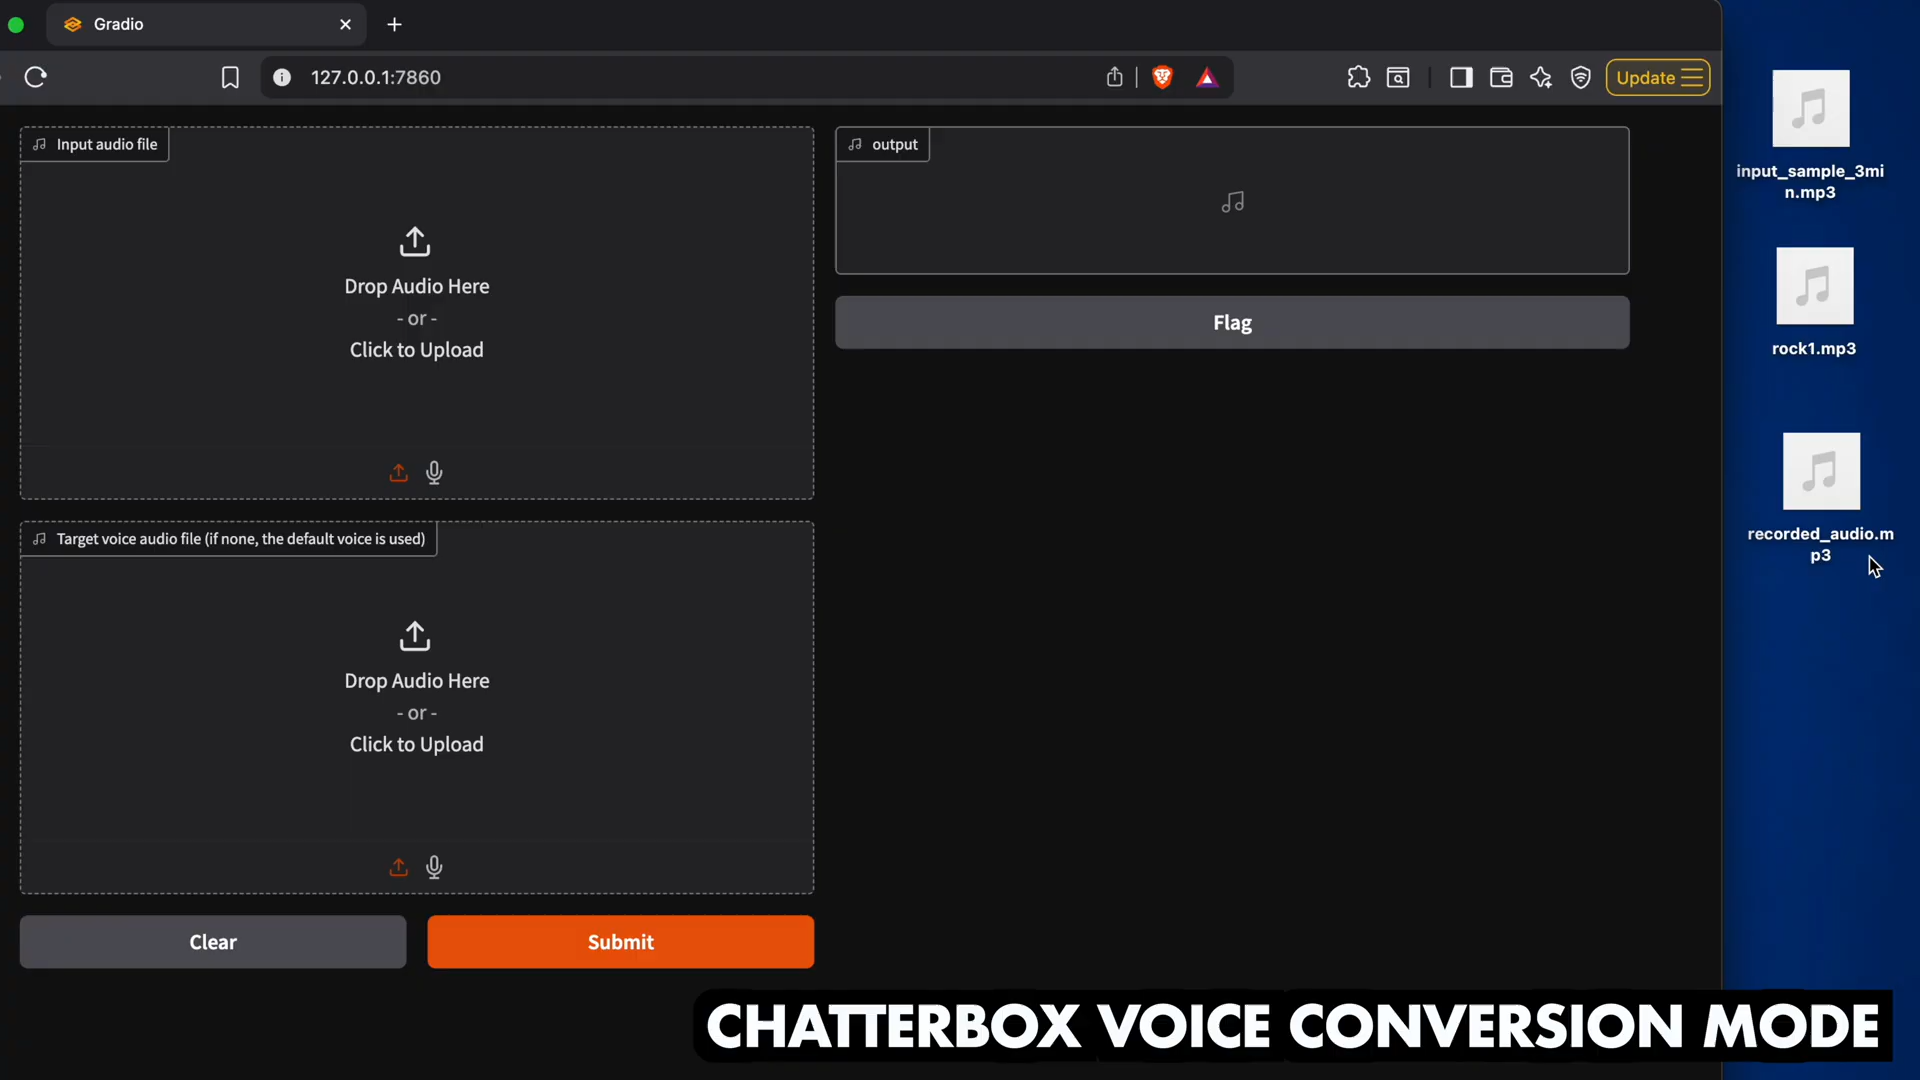 Gradio
127.0.0.1:7860
Update
Input audio file
Drop Audio Here
- or -
Click to Upload
Target voice audio file (if none, the default voice is used)
Drop Audio Here
- or -
Click to Upload
Clear
Submit
output
Flag
input_sample_3mi
n.mp3
rock1.mp3
recorded_audio.m
p3
CHATTERBOX VOICE CONVERSION MODE